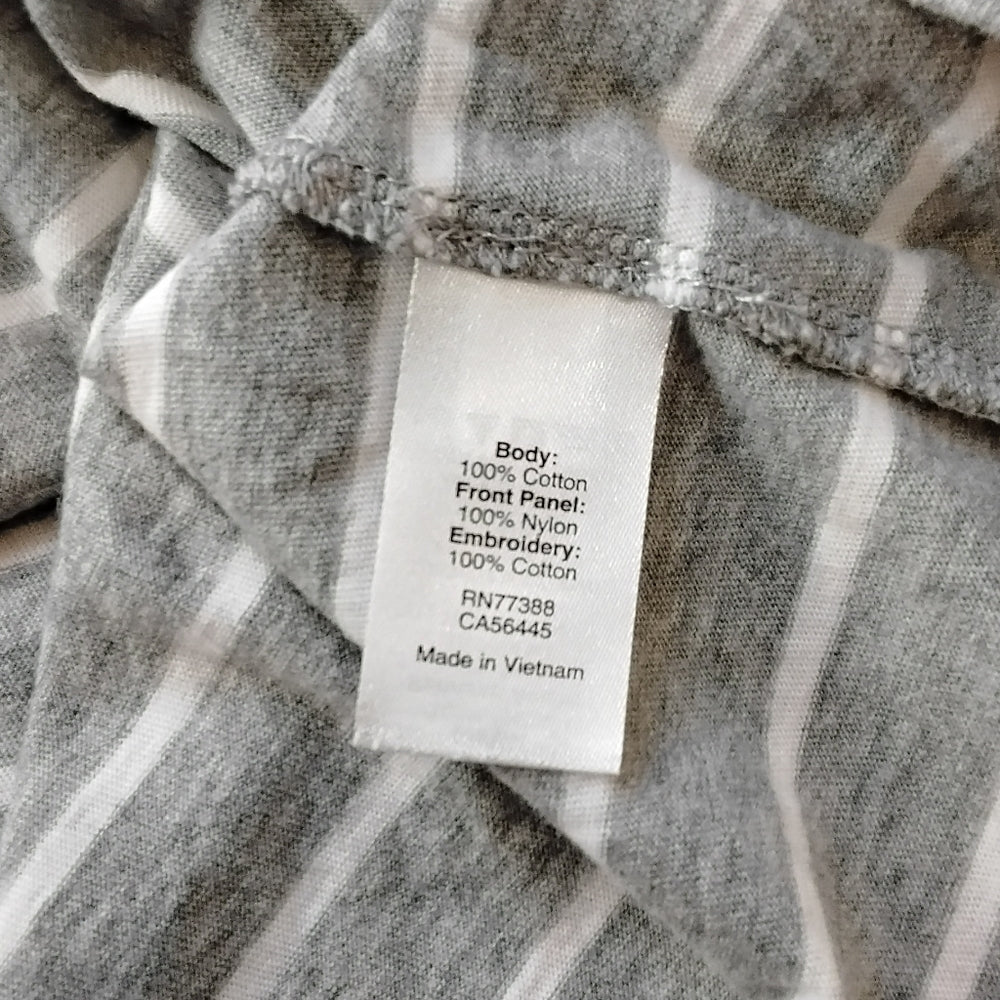 Body:
100% Cotton
Front Panel:
100% Nylon
Embroidery:
100% Cotton
RN77388
CA56445
Made in Vietnam